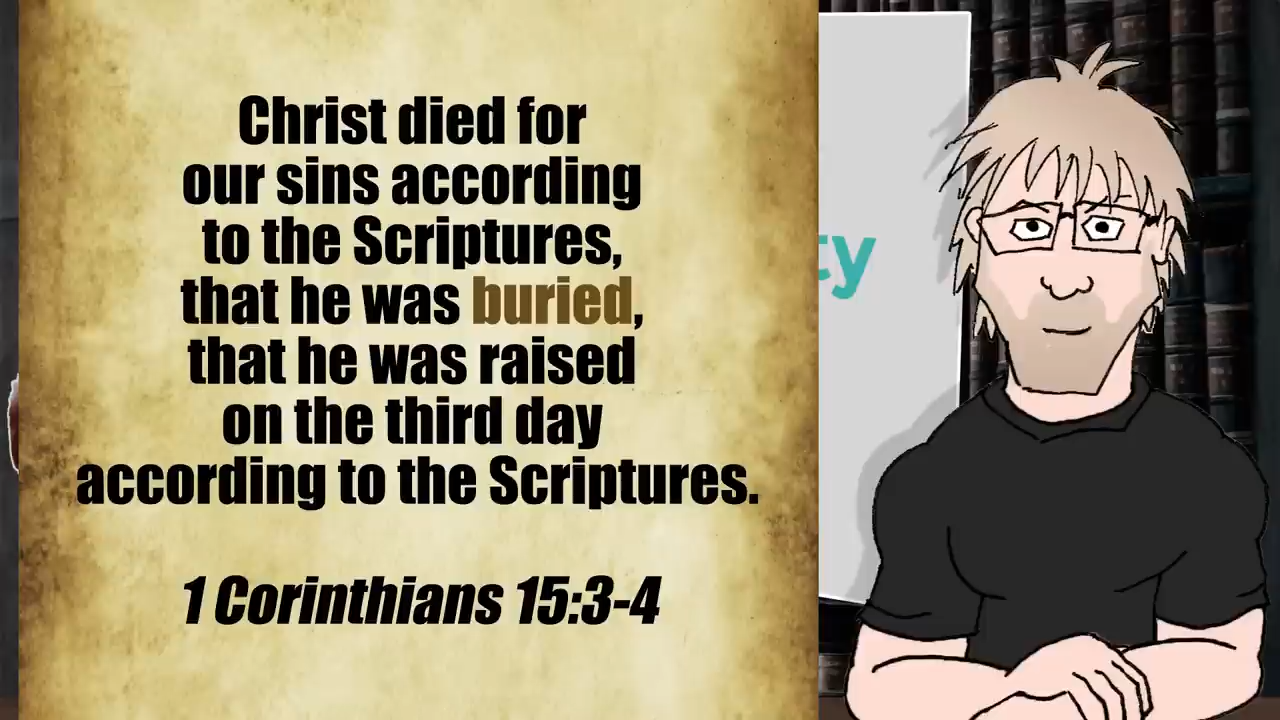 Christ died for
our sins according
to the Scriptures,
that he was buried,
that he was raised
on the third day
according to the Scriptures.
1 Corinthians 15:3-4
ty